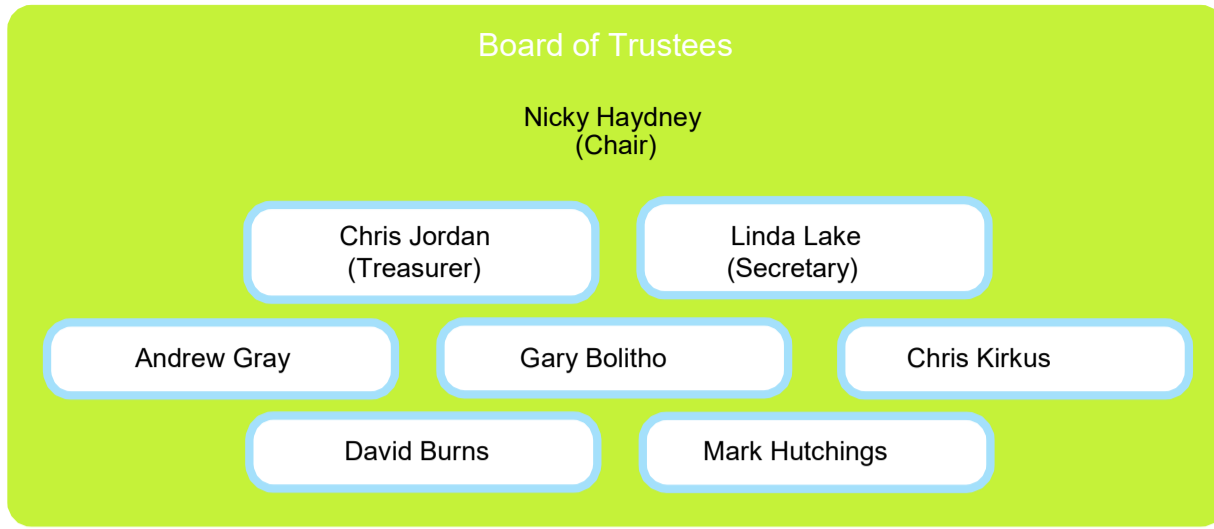 Board of Trustees
Nicky Haydney
(Chair)
Chris Jordan
(Treasurer)
Linda Lake
(Secretary)
Andrew Gray
Gary Bolitho
Chris Kirkus
David Burns
Mark Hutchings